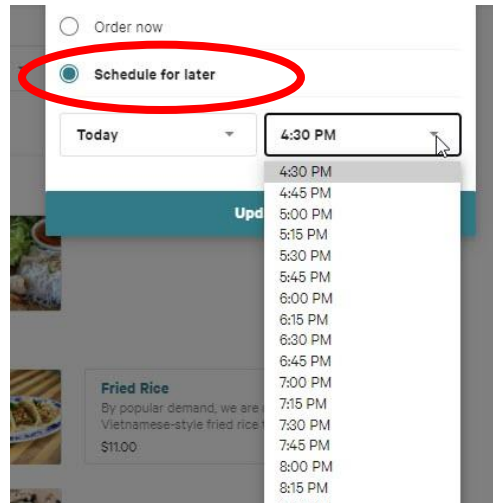 Order now
Schedule for later
Today
4:30 PM
4:30 PM
4:45 PM
5:00 PM
5:15 PM
5:30 PM
5:45 PM
6:00 PM
6:15 PM
6:30 PM
6:45 PM
7:00 PM
7:15 PM
7:30 PM
7:45 PM
8:00 PM
8:15 PM
Upd
Fried Rice
By popular demand, we are
Vietnamese-style fried rice
$11.00